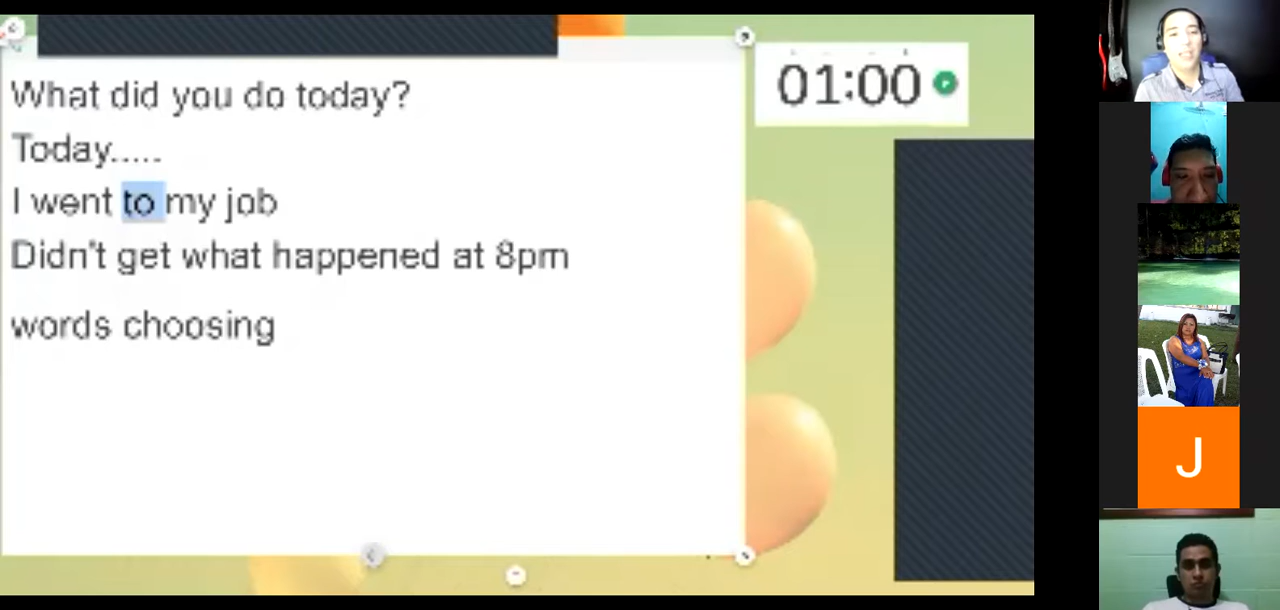 What did you do today?
01:00
Today.....
I went to my job
Didn't get what happened at 8pm
words choosing
J